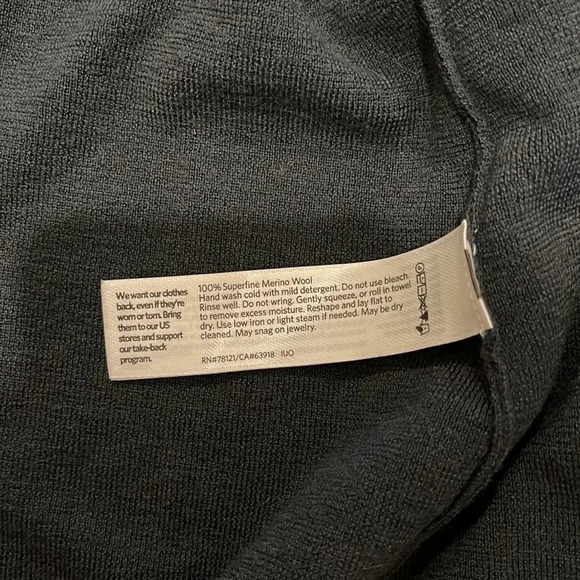 We want our clothes
back, even if they're
worn or torn. Bring
them to our US
stores and support
our take-back
program.
100% Superfine Merino Wool
Hand wash cold with mild detergent. Do not use bleach.
Rinse well. Do not wring. Gently squeeze, or roll in towel
to remove excess moisture. Reshape and lay flat to
dry. Use low iron or light steam if needed. May be dry
cleaned. May snag on jewelry.
RN#78121/CA#63918 IUO